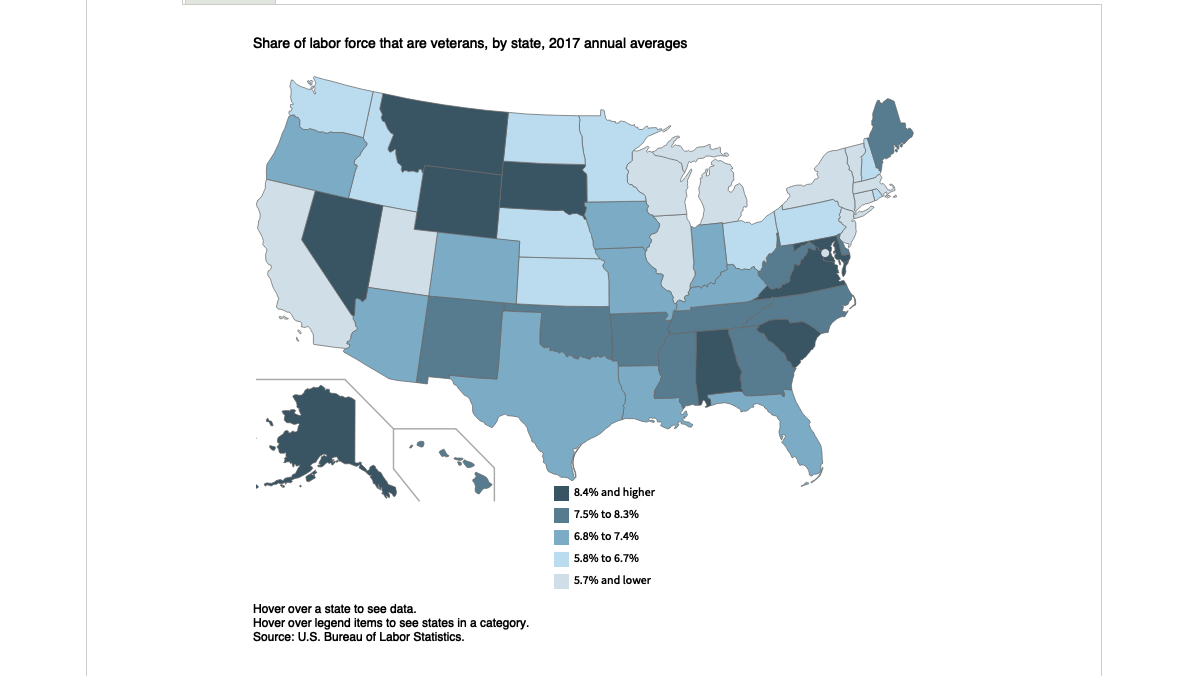 Share of labor force that are veterans, by state, 2017 annual averages
8.4% and higher
7.5% to 8.3%
6.8% to 7.4%
5.8% to 6.7%
5.7% and lower
Hover over a state to see data.
Hover over legend items to see states in a category.
Source: U.S. Bureau of Labor Statistics.